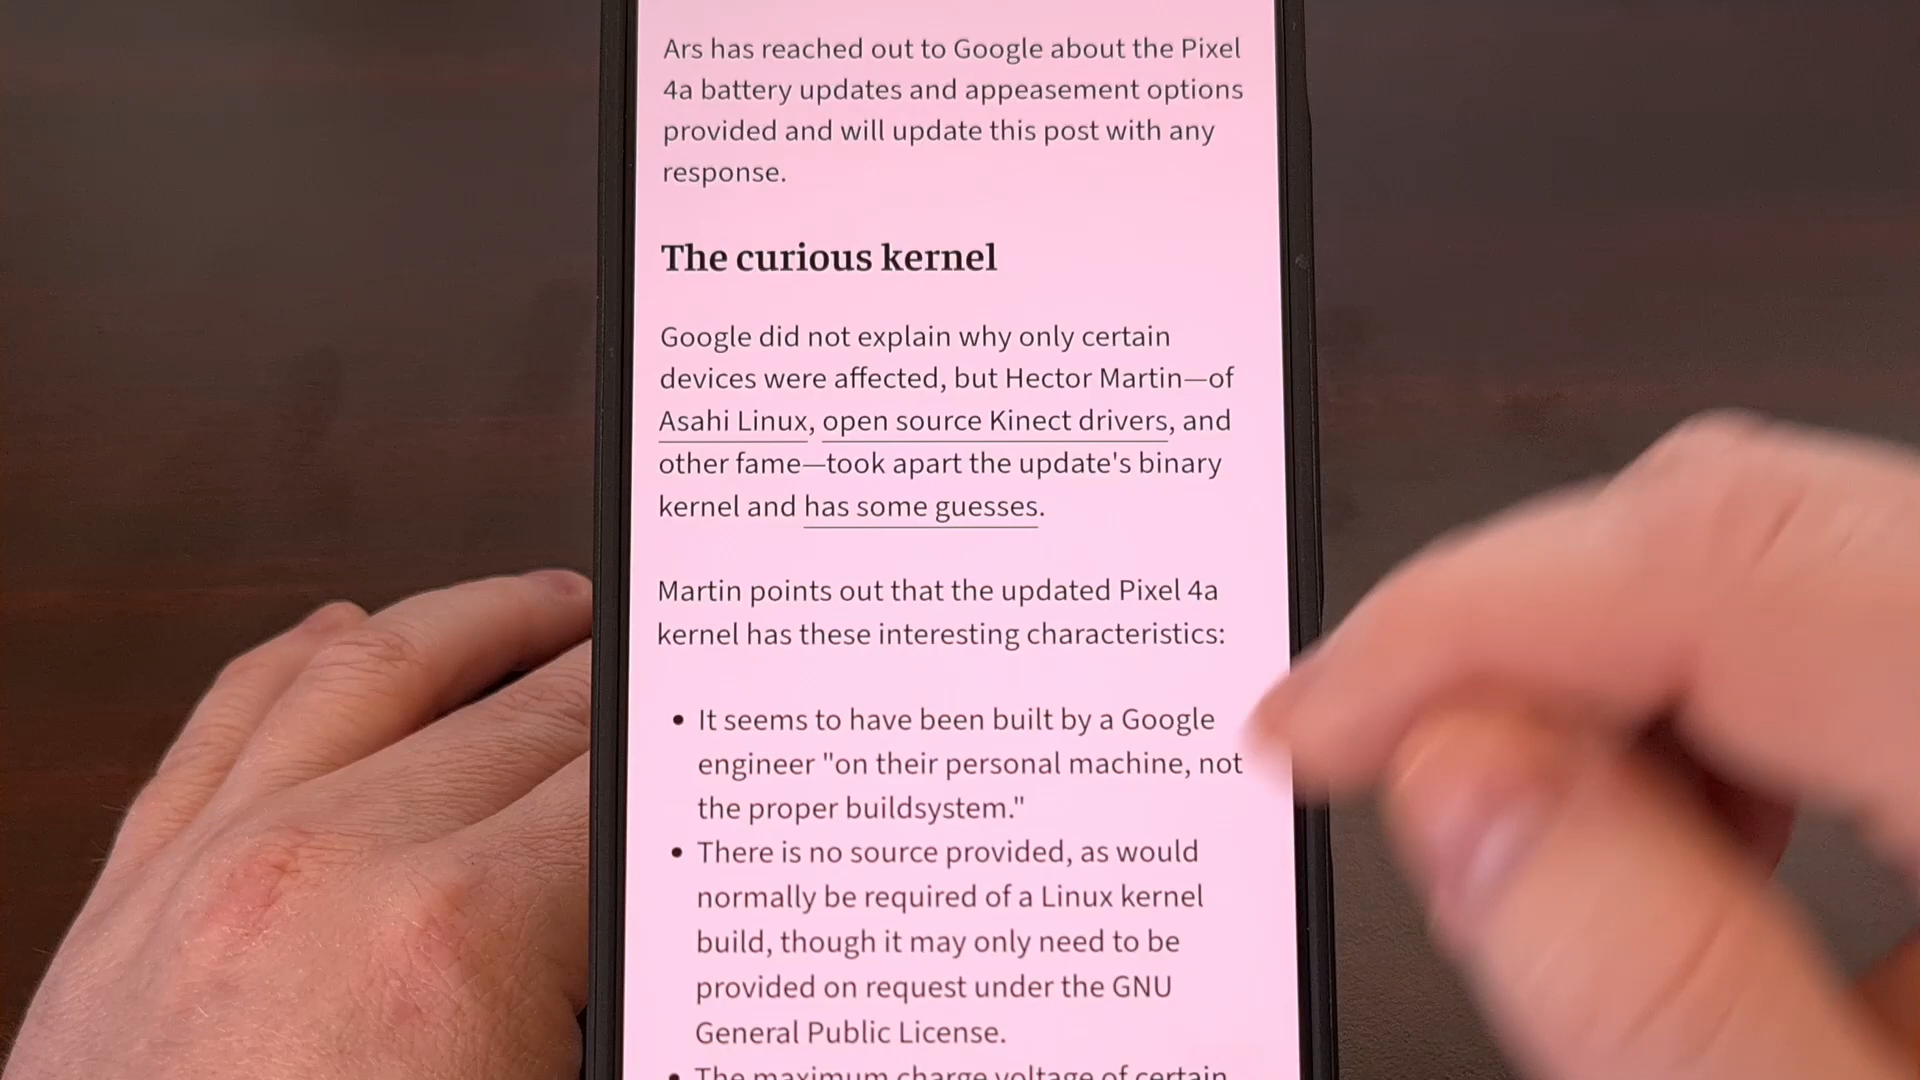 Ars has reached out to Google about the Pixel
4a battery updates and appeasement options
provided and will update this post with any
response.
The curious kernel
Google did not explain why only certain
devices were affected, but Hector Martin—of
Asahi Linux, open source Kinect drivers, and
other fame—took apart the update's binary
kernel and has some guesses.
Martin points out that the updated Pixel 4a
kernel has these interesting characteristics:
• It seems to have been built by a Google
engineer "on their personal machine, not
the proper buildsystem."
• There is no source provided, as would
normally be required of a Linux kernel
build, though it may only need to be
provided on request under the GNU
General Public License.
• The maximum charge voltage of certain